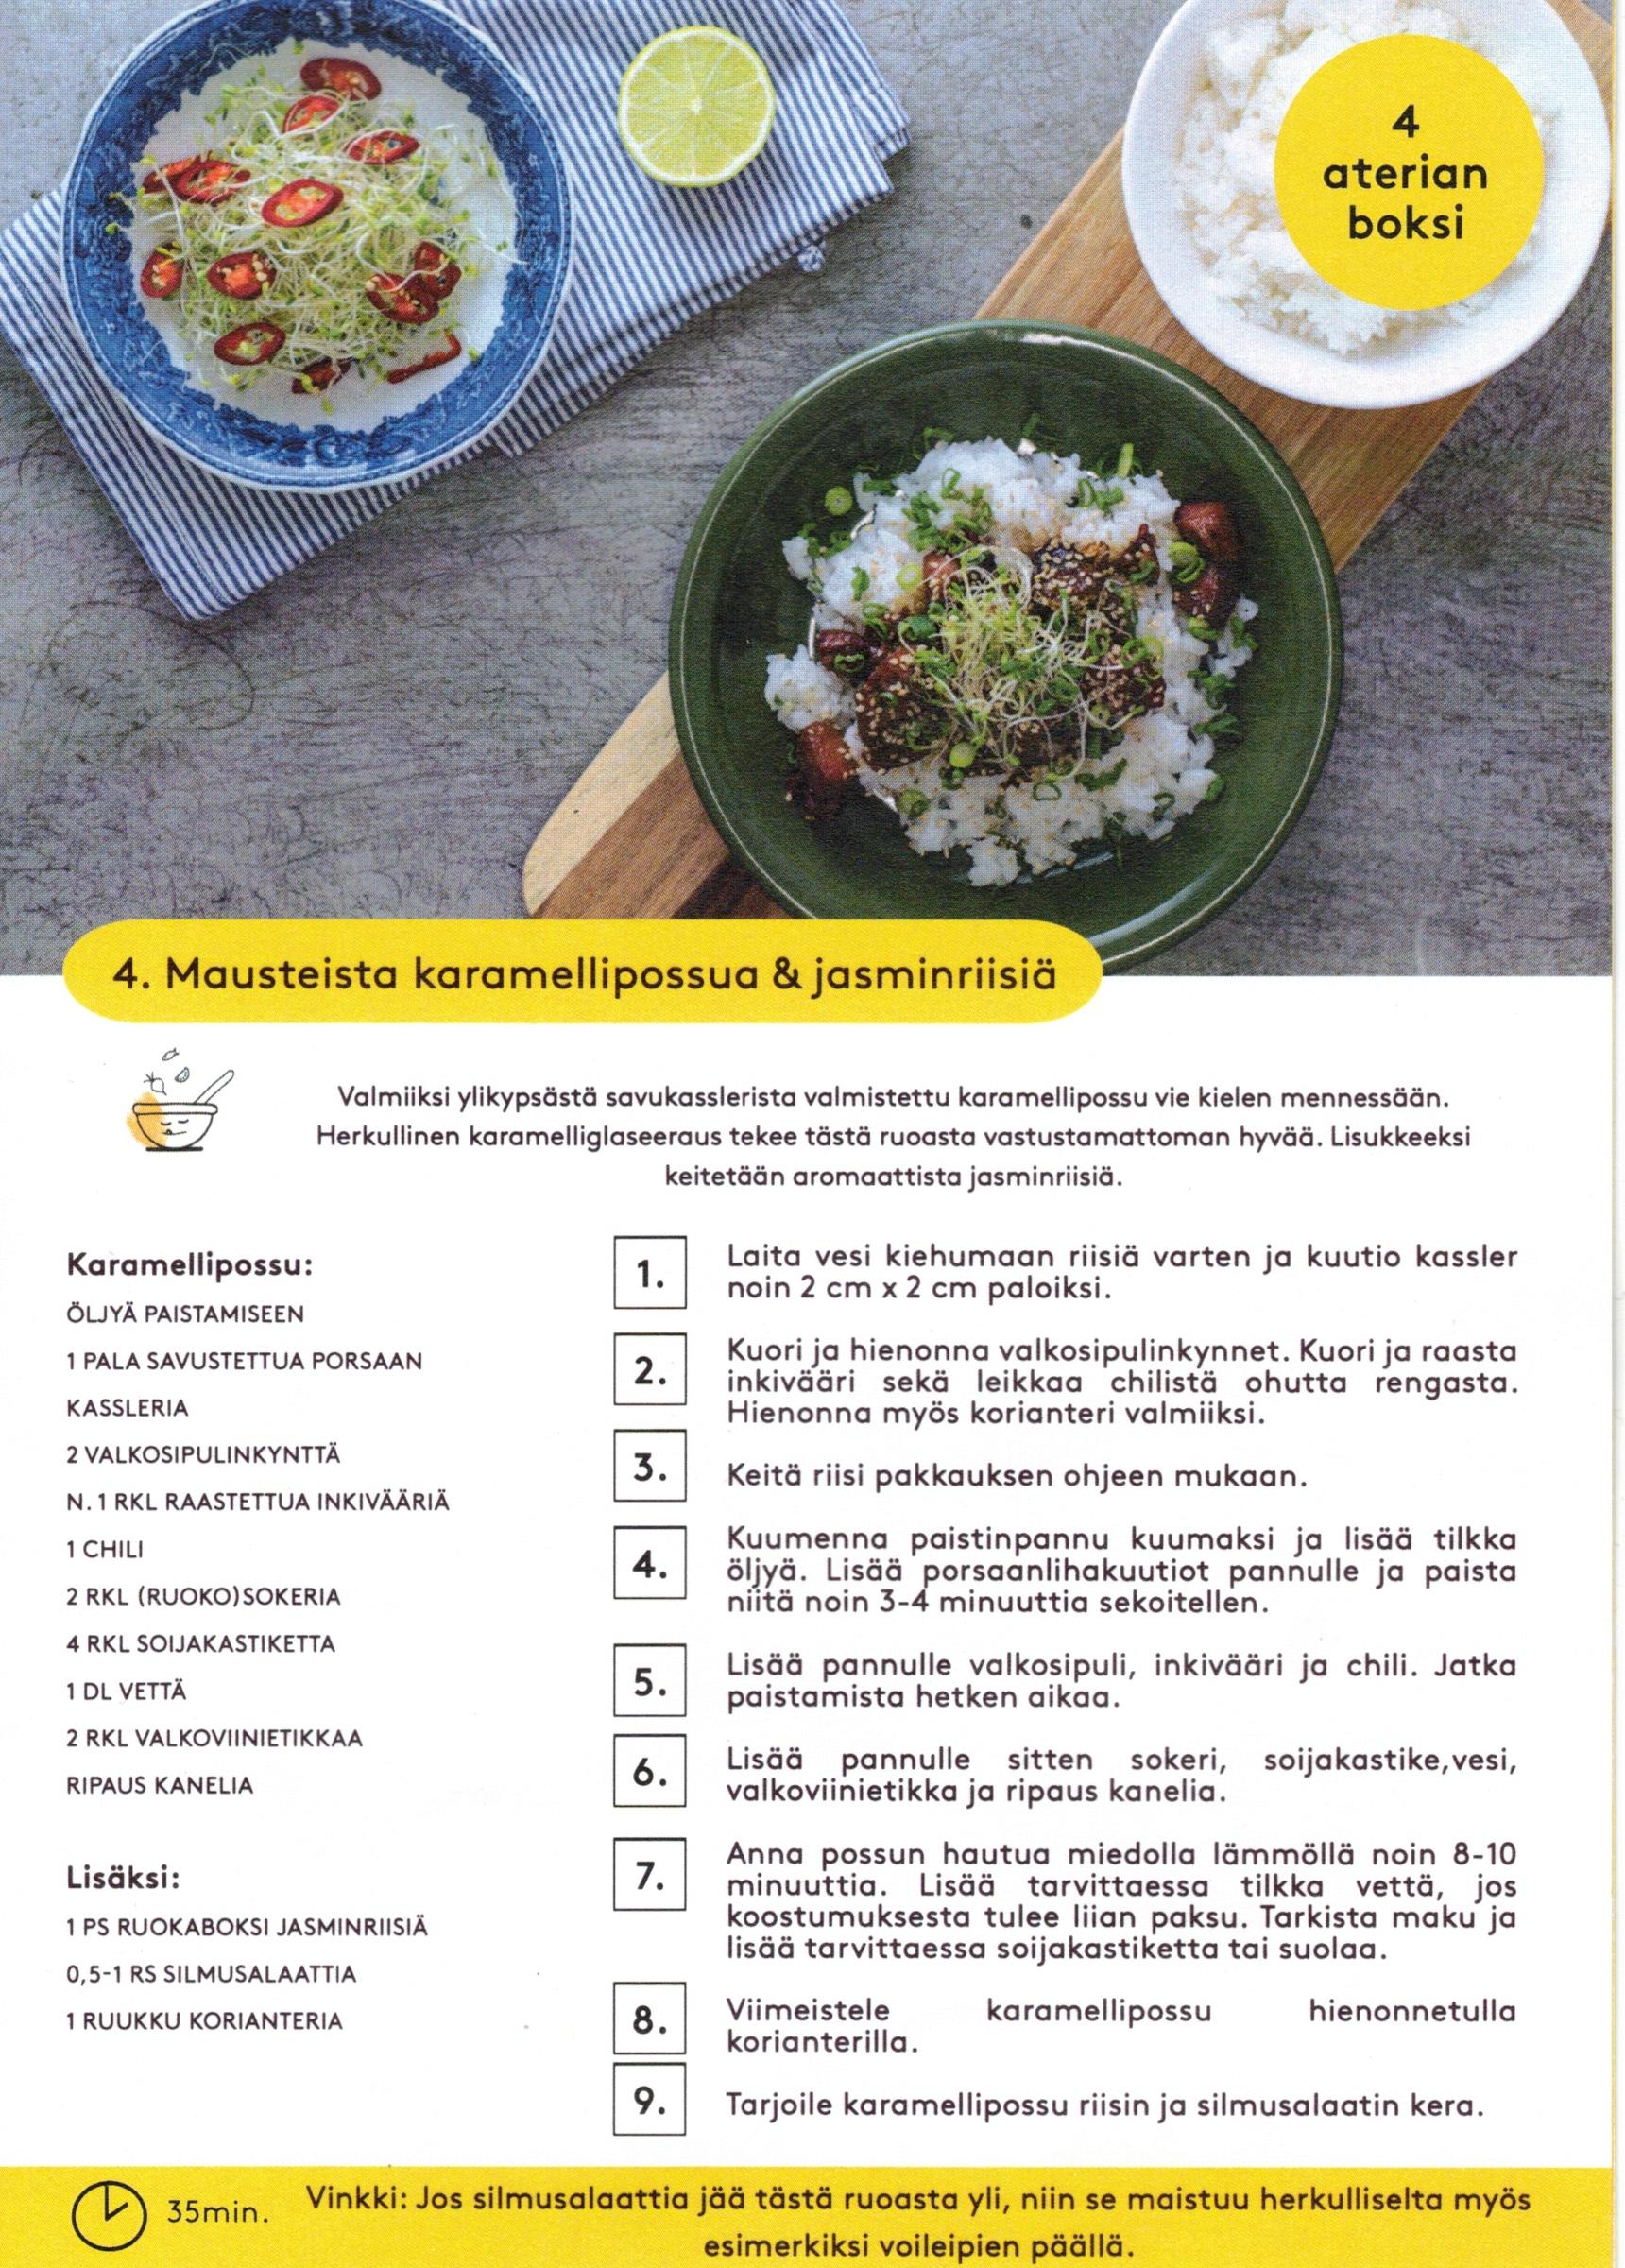 4
aterian
boksi
4. Mausteista karamellipossua & jasminriisiä
Valmiiksi ylikypsästä savukasslerista valmistettu karamellipossu vie kielen mennessään.
Herkullinen karamelliglaseeraus tekee tästä ruoasta vastustamattoman hyvää. Lisukkeeksi
keitetään aromaattista jasminriisiä.
Karamellipossu:
ÖLJYÄ PAISTAMISEEN
1 PALA SAVUSTETTUA PORSAAN
KASSLERIA
2 VALKOSIPULINKYNTTÄ
N. 1 RKL RAASTETTUA INKIVÄÄRIÄ
1 CHILI
2 RKL (RUOKO)SOKERIA
4 RKL SOIJAKASTIKETTA
1 DL VETTÄ
2 RKL VALKOVIINIETIKKAA
RIPAUS KANELIA
Lisäksi:
1 PS RUOKABOKSI JASMINRIISIÄ
0,5-1 RS SILMUSALAATTIA
1 RUUKKU KORIANTERIA
1.
Laita vesi kiehumaan riisiä varten ja kuutio kassler
noin 2 cm x 2 cm paloiksi.
2.
Kuori ja hienonna valkosipulinkynnet. Kuori ja raasta
inkivääri sekä leikkaa chilistä ohutta rengasta.
Hienonna myös korianteri valmiiksi.
3.
Keitä riisi pakkauksen ohjeen mukaan.
4.
Kuumenna paistinpannu kuumaksi ja lisää tilkka
öljyä. Lisää porsaanlihakuutiot pannulle ja paista
niitä noin 3-4 minuuttia sekoitellen.
5.
Lisää pannulle valkosipuli, inkivääri ja chili. Jatka
paistamista hetken aikaa.
6.
Lisää pannulle sitten sokeri, soijakastike,vesi,
valkoviinietikka ja ripaus kanelia.
7.
Anna possun hautua miedolla lämmöllä noin 8-10
minuuttia. Lisää tarvittaessa tilkka vettä, jos
koostumuksesta tulee liian paksu. Tarkista maku ja
lisää tarvittaessa soijakastiketta tai suolaa.
8.
Viimeistele karamellipossu hienonnetulla
korianterilla.
9.
Tarjoile karamellipossu riisin ja silmusalaatin kera.
35min.
Vinkki: Jos silmusalaattia jää tästä ruoasta yli, niin se maistuu herkulliselta myös
esimerkiksi voileipien päällä.